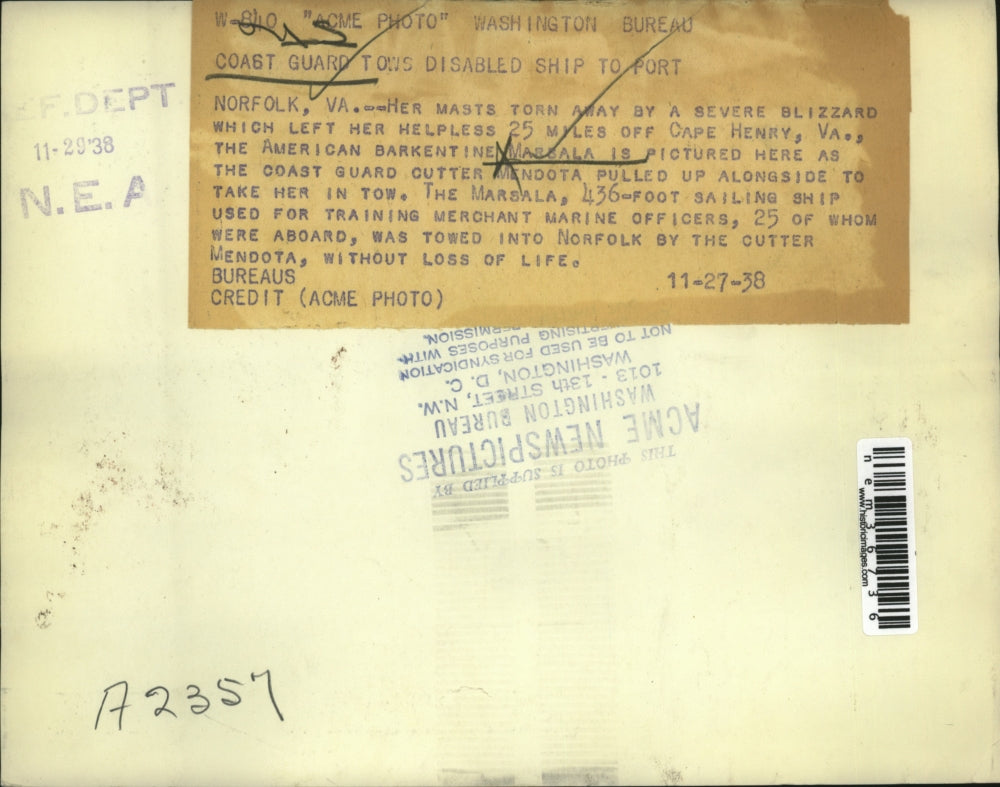 W-840 "ACME PHOTO" WASHINGTON BUREAU
COAST GUARD TOWS DISABLED SHIP TO PORT
NORFOLK, VA.--HER MASTS TORN AWAY BY A SEVERE BLIZZARD
WHICH LEFT HER HELPLESS 25 MILES OFF CAPE HENRY, VA.,
THE AMERICAN BARKENTINE MARSALA IS PICTURED HERE AS
THE COAST GUARD CUTTER MENDOTA PULLED UP ALONGSIDE TO
TAKE HER IN TOW. THE MARSALA, 436-FOOT SAILING SHIP
USED FOR TRAINING MERCHANT MARINE OFFICERS, 25 OF WHOM
WERE ABOARD, WAS TOWED INTO NORFOLK BY THE CUTTER
MENDOTA, WITHOUT LOSS OF LIFE.
BUREAUS 11-27-38
CREDIT (ACME PHOTO)
EF. DEPT
11-29'38
N.E.A
THIS PHOTO IS SUPPLIED BY
ACME NEWSPICTURES
WASHINGTON BUREAU
1013 - 13th STREET, N.W.
WASHINGTON, D. C.
NOT TO BE USED FOR SYNDICATION
PURPOSES WITH-
PERMISSION.
nem36736
www.historicimages.com
A2357